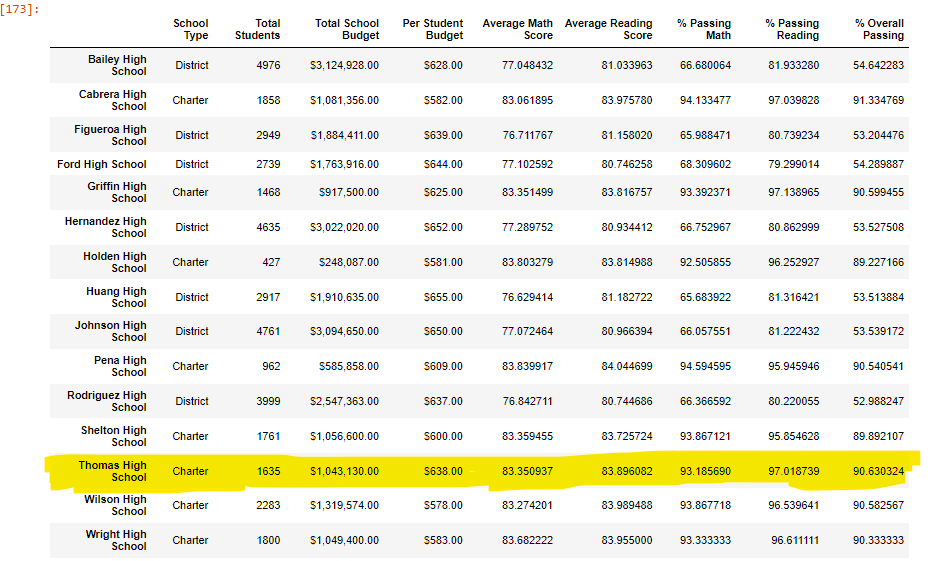 [173]:
School Type Total Students Total School Budget Per Student Budget Average Math Score Average Reading Score % Passing Math % Passing Reading % Overall Passing
Bailey High School District 4976 $3,124,928.00 $628.00 77.048432 81.033963 66.680064 81.933280 54.642283
Cabrera High School Charter 1858 $1,081,356.00 $582.00 83.061895 83.975780 94.133477 97.039828 91.334769
Figueroa High School District 2949 $1,884,411.00 $639.00 76.711767 81.158020 65.988471 80.739234 53.204476
Ford High School District 2739 $1,763,916.00 $644.00 77.102592 80.746258 68.309602 79.299014 54.289887
Griffin High School Charter 1468 $917,500.00 $625.00 83.351499 83.816757 93.392371 97.138965 90.599455
Hernandez High School District 4635 $3,022,020.00 $652.00 77.289752 80.934412 66.752967 80.862999 53.527508
Holden High School Charter 427 $248,087.00 $581.00 83.803279 83.814988 92.505855 96.252927 89.227166
Huang High School District 2917 $1,910,635.00 $655.00 76.629414 81.182722 65.683922 81.316421 53.513884
Johnson High School District 4761 $3,094,650.00 $650.00 77.072464 80.966394 66.057551 81.222432 53.539172
Pena High School Charter 962 $585,858.00 $609.00 83.839917 84.044699 94.594595 95.945946 90.540541
Rodriguez High School District 3999 $2,547,363.00 $637.00 76.842711 80.744686 66.366592 80.220055 52.988247
Shelton High School Charter 1761 $1,056,600.00 $600.00 83.359455 83.725724 93.867121 95.854628 89.892107
Thomas High School Charter 1635 $1,043,130.00 $638.00 83.350937 83.896082 93.185690 97.018739 90.630324
Wilson High School Charter 2283 $1,319,574.00 $578.00 83.274201 83.989488 93.867718 96.539641 90.582567
Wright High School Charter 1800 $1,049,400.00 $583.00 83.682222 83.955000 93.333333 96.611111 90.333333